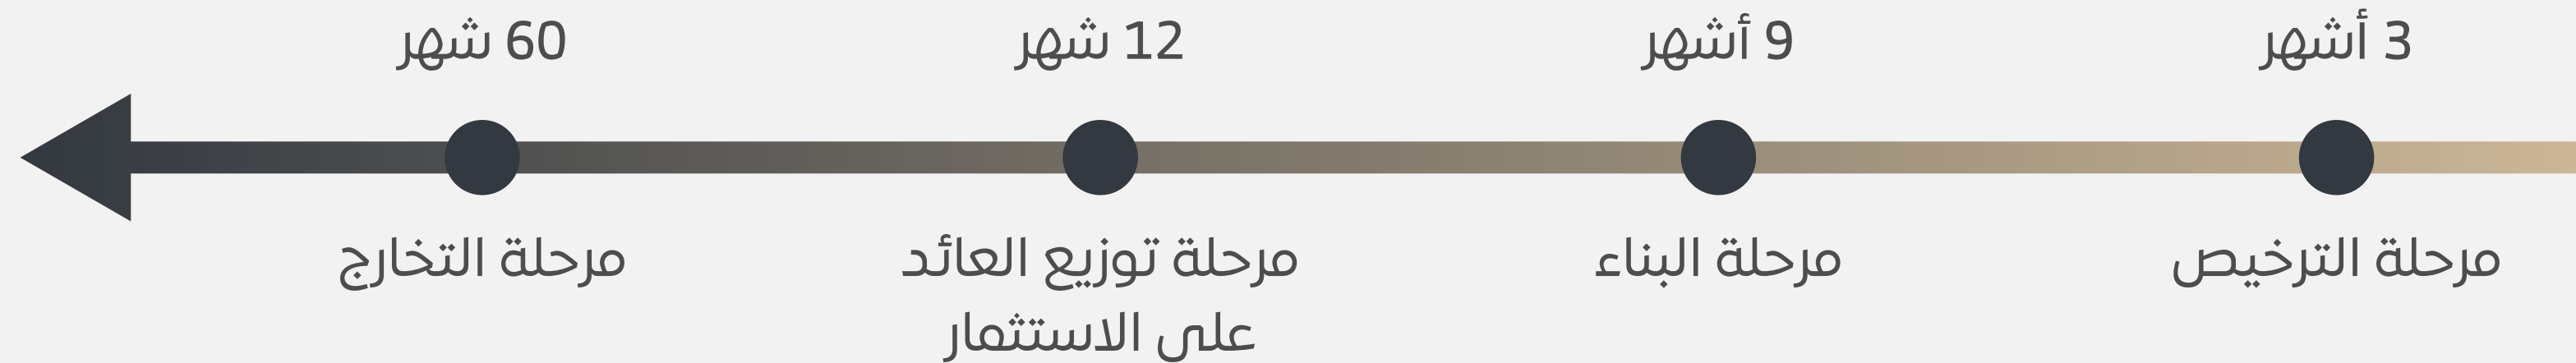 3 أشهر
مرحلة الترخيص
9 أشهر
مرحلة البناء
12 شهر
مرحلة توزيع العائد
على الاستثمار
60 شهر
مرحلة التخارج